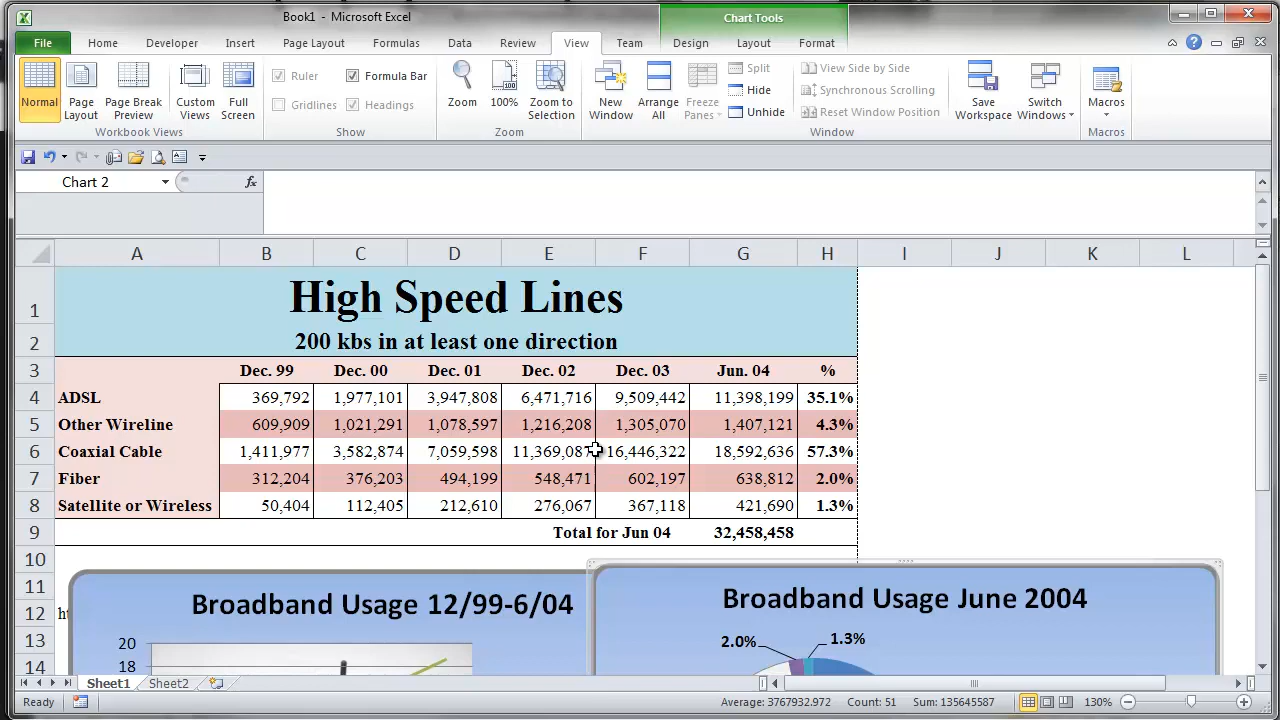 Book1 - Microsoft Excel
Chart Tools
File Home Developer Insert Page Layout Formulas Data Review View Team Design Layout Format
Normal
Page Layout
Page Break Preview
Custom Views
Full Screen
Workbook Views
Ruler
Formula Bar
Gridlines
Headings
Show
Zoom
100%
Zoom to Selection
Zoom
New Window
Arrange All
Freeze Panes
Split
Hide
Unhide
View Side by Side
Synchronous Scrolling
Reset Window Position
Window
Save Workspace
Switch Windows
Macros
Macros
Chart 2
fx
A B C D E F G H I J K L
1 High Speed Lines
2 200 kbs in at least one direction
3 Dec. 99 Dec. 00 Dec. 01 Dec. 02 Dec. 03 Jun. 04 %
4 ADSL 369,792 1,977,101 3,947,808 6,471,716 9,509,442 11,398,199 35.1%
5 Other Wireline 609,909 1,021,291 1,078,597 1,216,208 1,305,070 1,407,121 4.3%
6 Coaxial Cable 1,411,977 3,582,874 7,059,598 11,369,087 16,446,322 18,592,636 57.3%
7 Fiber 312,204 376,203 494,199 548,471 602,197 638,812 2.0%
8 Satellite or Wireless 50,404 112,405 212,610 276,067 367,118 421,690 1.3%
9 Total for Jun 04 32,458,458
10
11
12
13
14
Broadband Usage 12/99-6/04
20
18
Broadband Usage June 2004
2.0%
1.3%
Sheet1 Sheet2
Ready
Average: 3767932.972 Count: 51 Sum: 135645587
130%